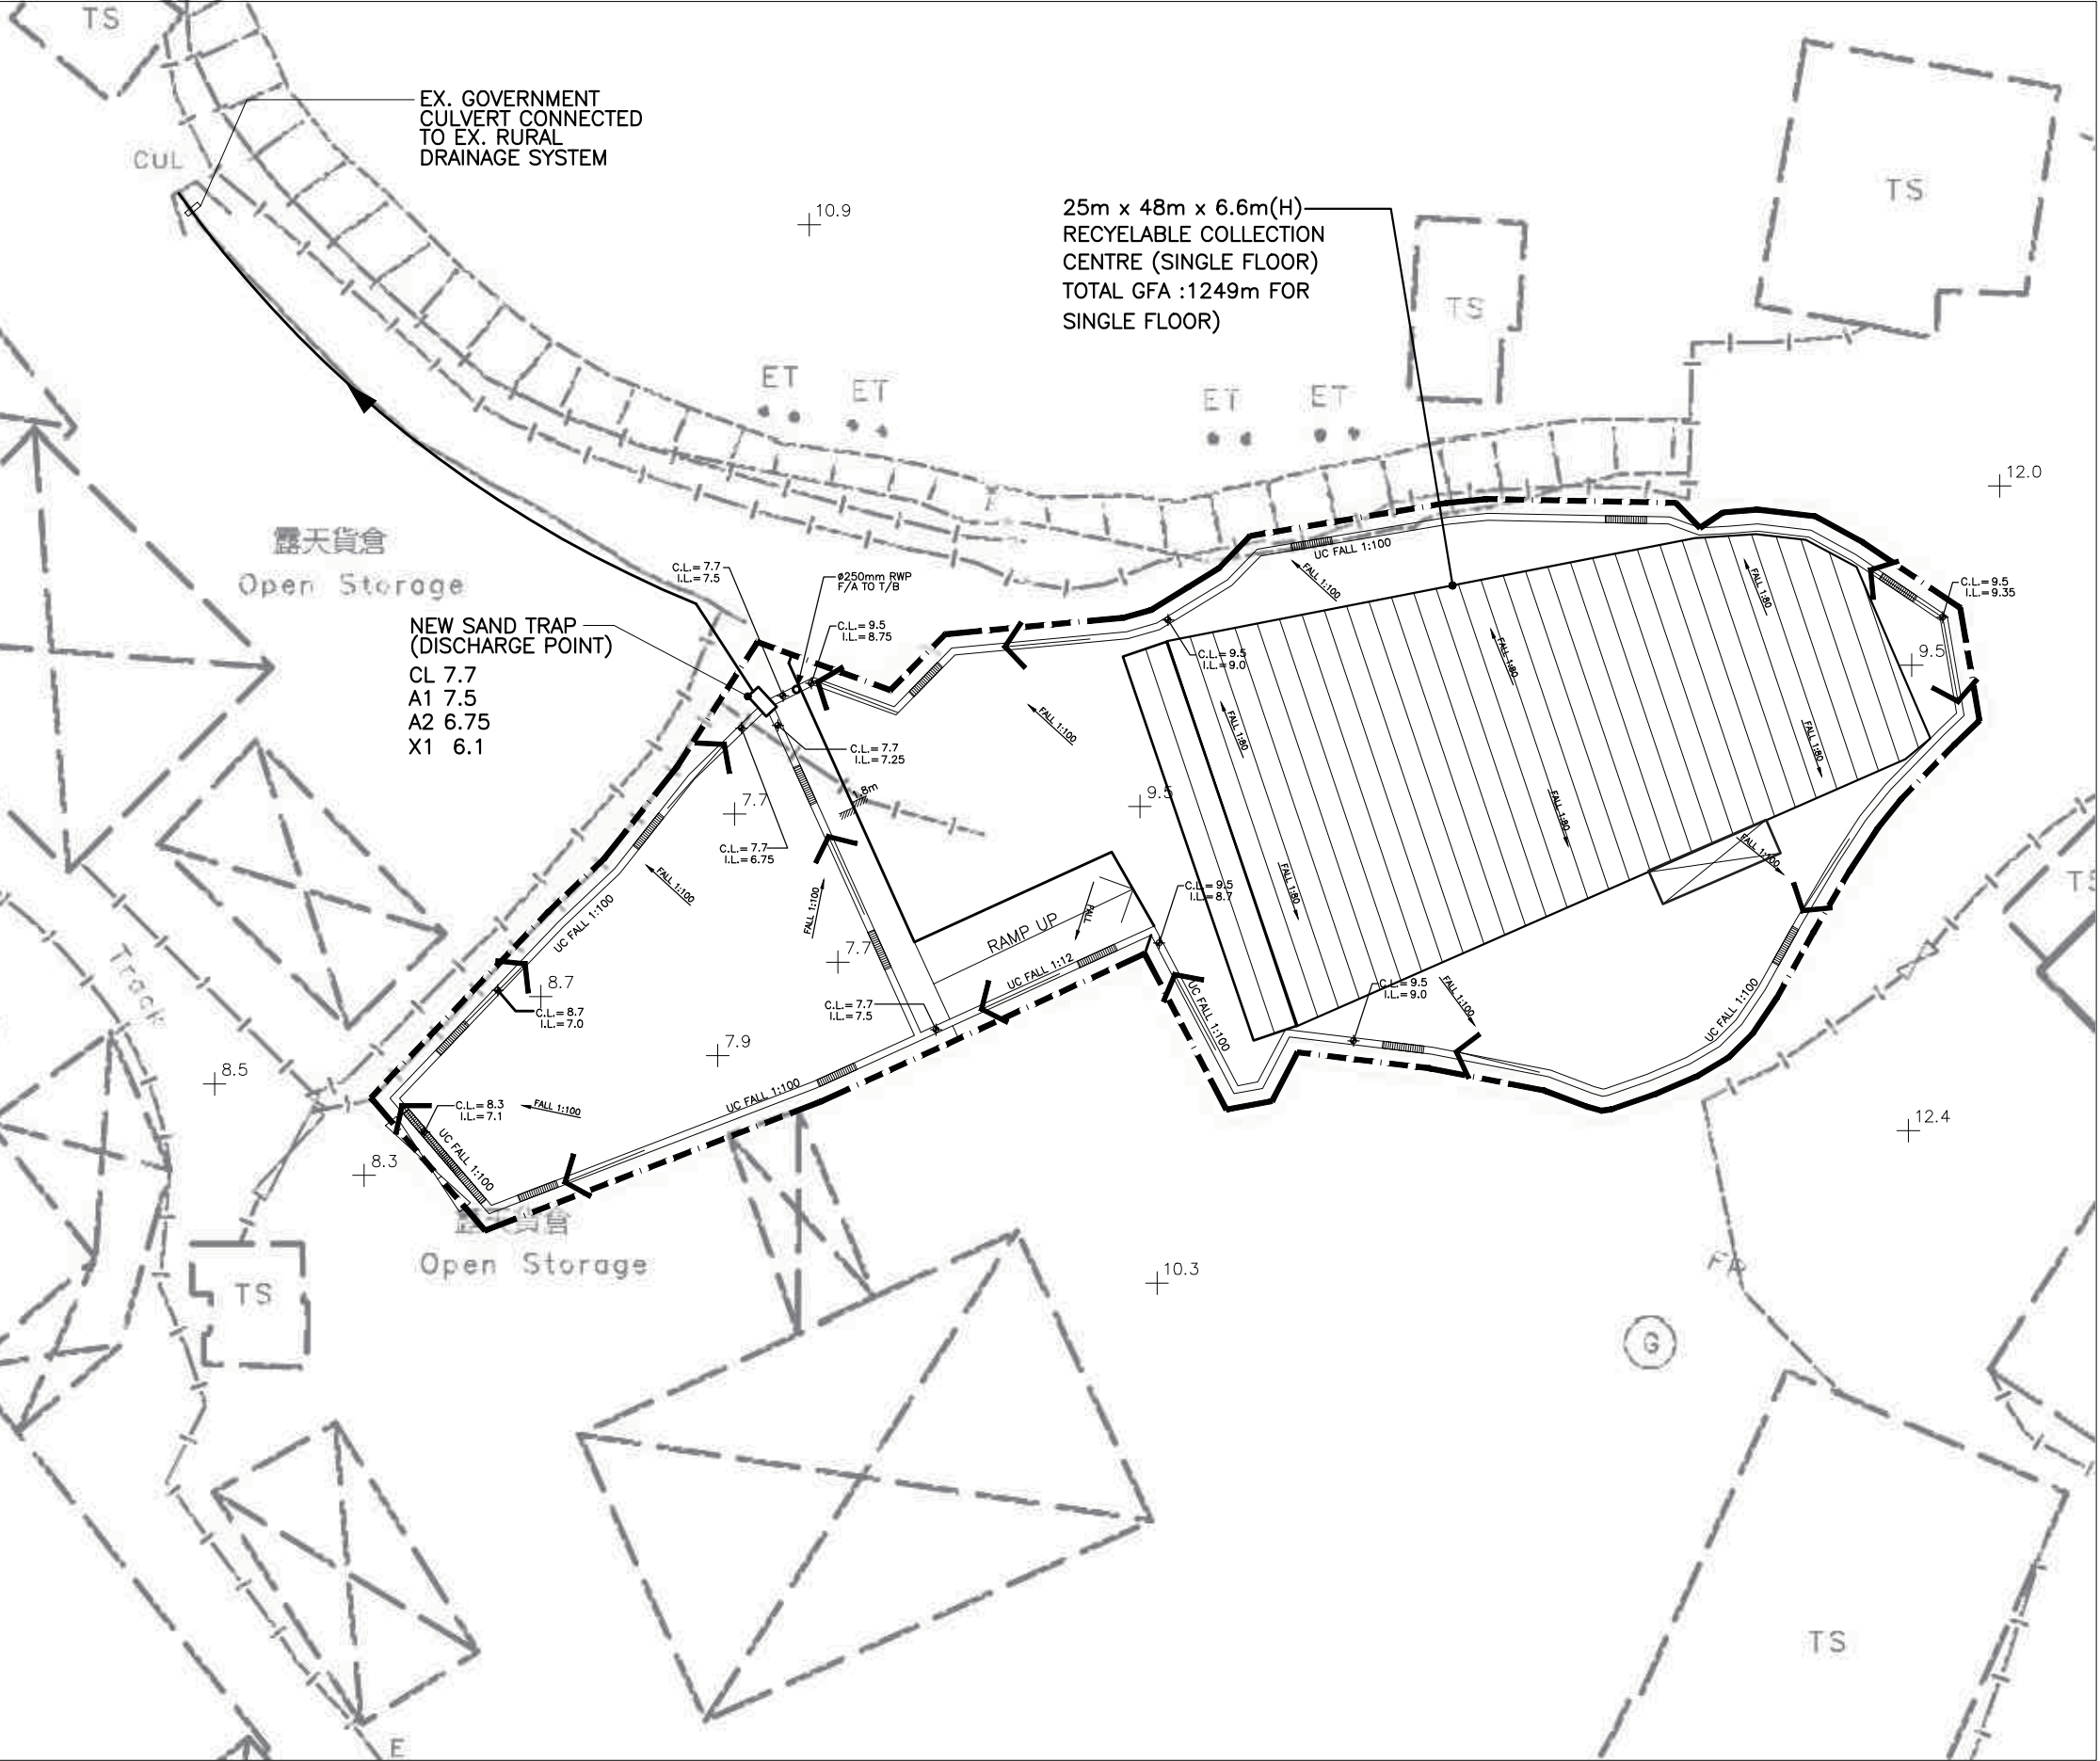 TS
EX. GOVERNMENT
CULVERT CONNECTED
TO EX. RURAL
DRAINAGE SYSTEM
CUL
10.9
25m x 48m x 6.6m(H)
RECYELABLE COLLECTION
CENTRE (SINGLE FLOOR)
TOTAL GFA :1249m FOR
SINGLE FLOOR)
TS
TS
ET
ET
ET
ET
12.0
露天貨倉
Open Storage
C.L.= 7.7
I.L.= 7.5
ø250mm RWP
F/A TO T/B
UC FALL 1:100
FALL 1:100
FALL 1:80
C.L.= 9.5
I.L.= 9.35
NEW SAND TRAP
(DISCHARGE POINT)
CL 7.7
A1 7.5
A2 6.75
X1 6.1
C.L.= 9.5
I.L.= 8.75
C.L.= 9.5
I.L.= 9.0
FALL 1:80
9.5
FALL 1:100
FALL 1:80
FALL 1:80
C.L.= 7.7
I.L.= 7.25
1.8m
7.7
9.5
FALL 1:80
C.L.= 7.7
I.L.= 6.75
FALL 1:100
FALL 1:100
FALL 1:100
FALL 1:80
C.L.= 9.5
I.L.= 8.7
TS
UC FALL 1:100
RAMP UP
FALL
7.7
UC FALL 1:12
Track
8.7
C.L.= 8.7
I.L.= 7.0
C.L.= 7.7
I.L.= 7.5
C.L.= 9.5
I.L.= 9.0
FALL 1:100
UC FALL 1:100
UC FALL 1:100
7.9
8.5
C.L.= 8.3
I.L.= 7.1
FALL 1:100
UC FALL 1:100
UC FALL 1:100
12.4
8.3
露天貨倉
Open Storage
TS
10.3
FP
G
TS
E